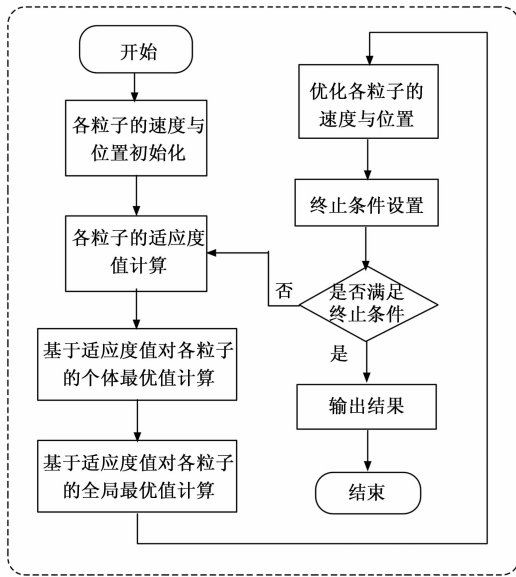 开始
各粒子的速度与
位置初始化
各粒子的适应度
值计算
基于适应度值对各粒子
的个体最优值计算
基于适应度值对各粒子
的全局最优值计算
优化各粒子的
速度与位置
终止条件设置
是否满足
终止条件
否
是
输出结果
结束